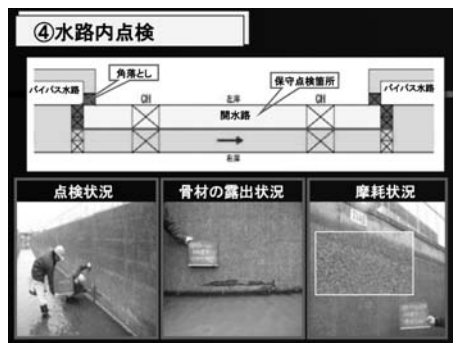 ④水路内点検
角落とし
保守点検箇所
バイパス水路
CH
左岸
CH
バイパス水路
開水路
右岸
点検状況
骨材の露出状況
摩耗状況